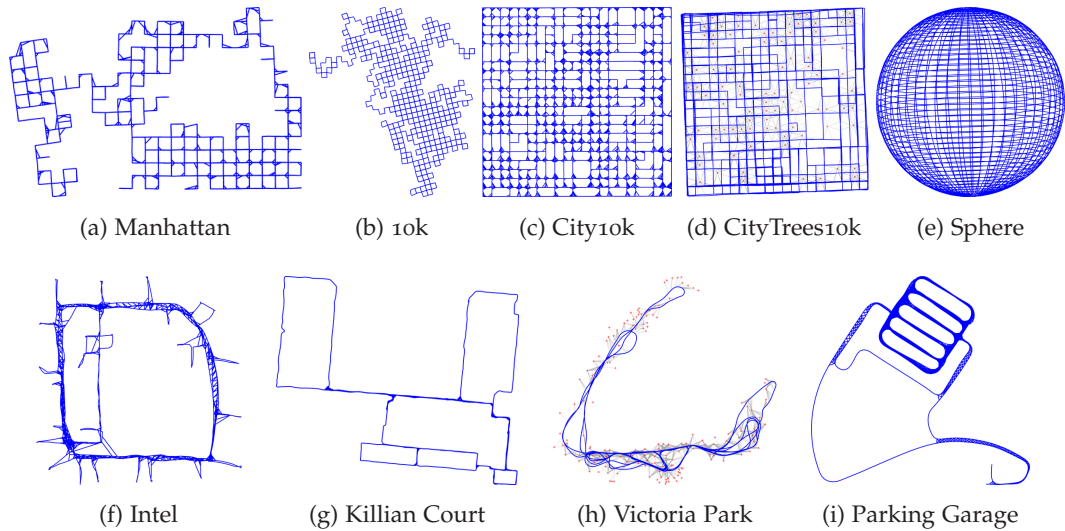 (a) Manhattan
(b) 10k
(c) City10k
(d) CityTrees10k
(e) Sphere
(f) Intel
(g) Killian Court
(h) Victoria Park
(i) Parking Garage